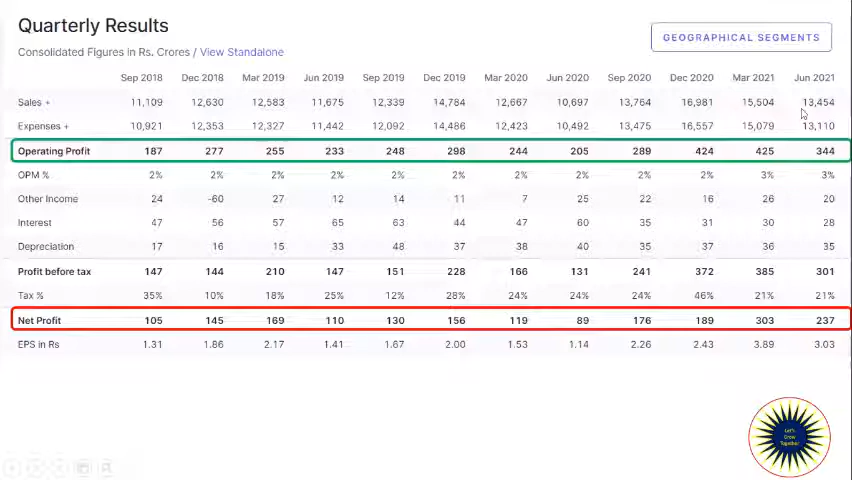 Quarterly Results
Consolidated Figures in Rs. Crores / View Standalone
GEOGRAPHICAL SEGMENTS
Sep 2018 Dec 2018 Mar 2019 Jun 2019 Sep 2019 Dec 2019 Mar 2020 Jun 2020 Sep 2020 Dec 2020 Mar 2021 Jun 2021
Sales + 11,109 12,630 12,583 11,675 12,339 14,784 12,667 10,697 13,764 16,981 15,504 13,454
Expenses + 10,921 12,353 12,327 11,442 12,092 14,486 12,423 10,492 13,475 16,557 15,079 13,110
Operating Profit 187 277 255 233 248 298 244 205 289 424 425 344
OPM % 2% 2% 2% 2% 2% 2% 2% 2% 2% 2% 3% 3%
Other Income 24 -60 27 12 14 11 7 25 22 16 26 20
Interest 47 56 57 65 63 44 47 60 35 31 30 28
Depreciation 17 16 15 33 48 37 38 40 35 37 36 35
Profit before tax 147 144 210 147 151 228 166 131 241 372 385 301
Tax % 35% 10% 18% 25% 12% 28% 24% 24% 24% 46% 21% 21%
Net Profit 105 145 169 110 130 156 119 89 176 189 303 237
EPS in Rs 1.31 1.86 2.17 1.41 1.67 2.00 1.53 1.14 2.26 2.43 3.89 3.03
Let's
Grow
Together